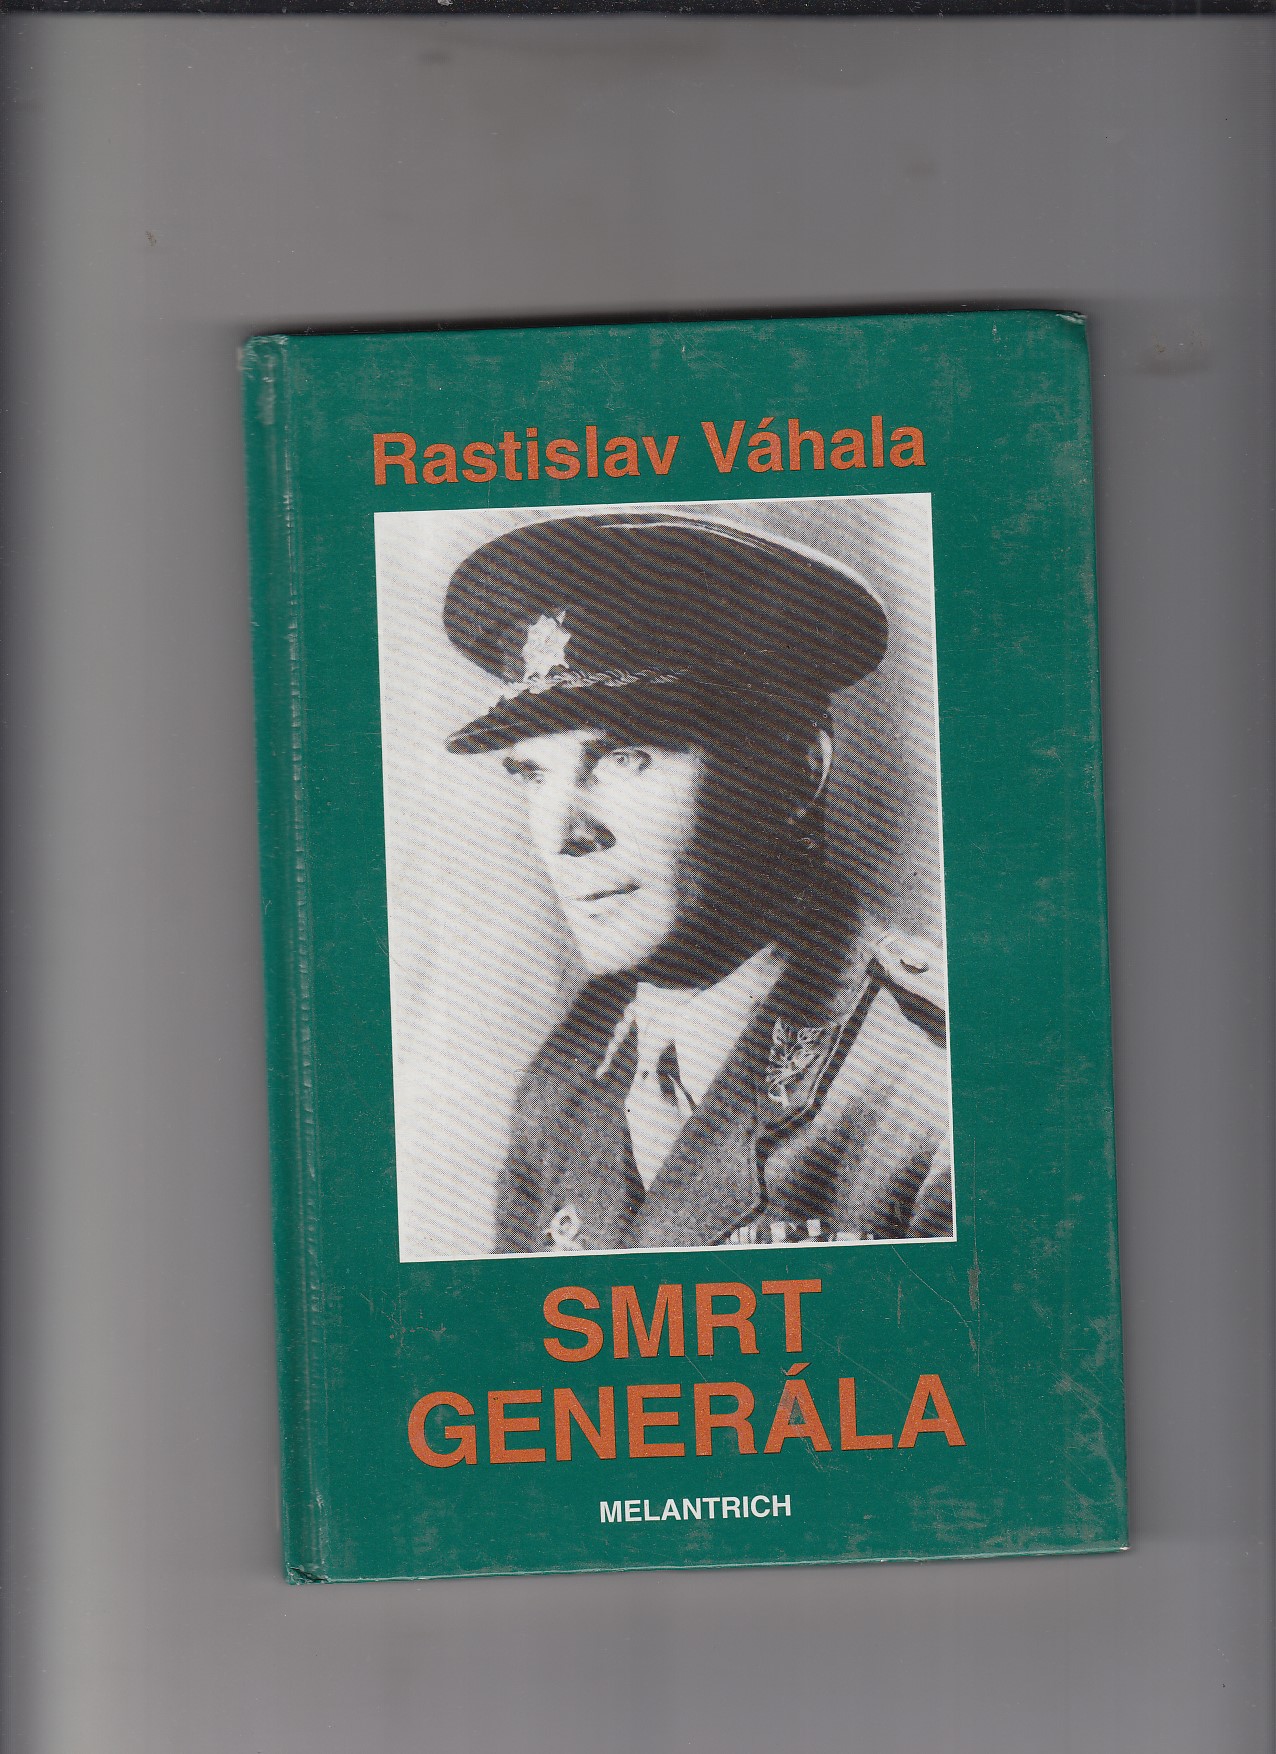 Rastislav Váhala
SMRT
GENERÁLA
MELANTRICH